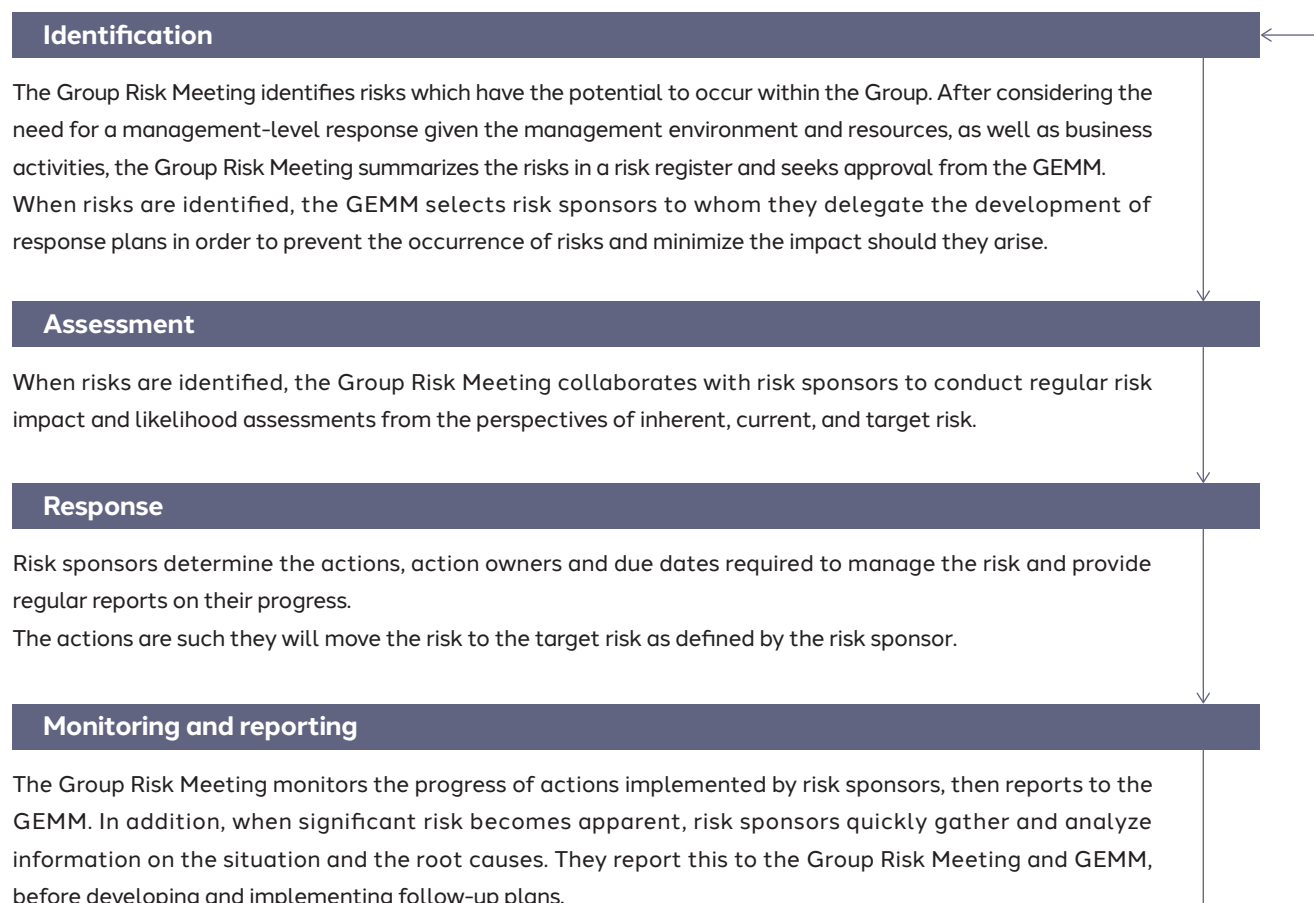 Identification
The Group Risk Meeting identifies risks which have the potential to occur within the Group. After considering the
need for a management-level response given the management environment and resources, as well as business
activities, the Group Risk Meeting summarizes the risks in a risk register and seeks approval from the GEMM.
When risks are identified, the GEMM selects risk sponsors to whom they delegate the development of
response plans in order to prevent the occurrence of risks and minimize the impact should they arise.
Assessment
When risks are identified, the Group Risk Meeting collaborates with risk sponsors to conduct regular risk
impact and likelihood assessments from the perspectives of inherent, current, and target risk.
Response
Risk sponsors determine the actions, action owners and due dates required to manage the risk and provide
regular reports on their progress.
The actions are such they will move the risk to the target risk as defined by the risk sponsor.
Monitoring and reporting
The Group Risk Meeting monitors the progress of actions implemented by risk sponsors, then reports to the
GEMM. In addition, when significant risk becomes apparent, risk sponsors quickly gather and analyze
information on the situation and the root causes. They report this to the Group Risk Meeting and GEMM,
before developing and implementing follow-up plans.